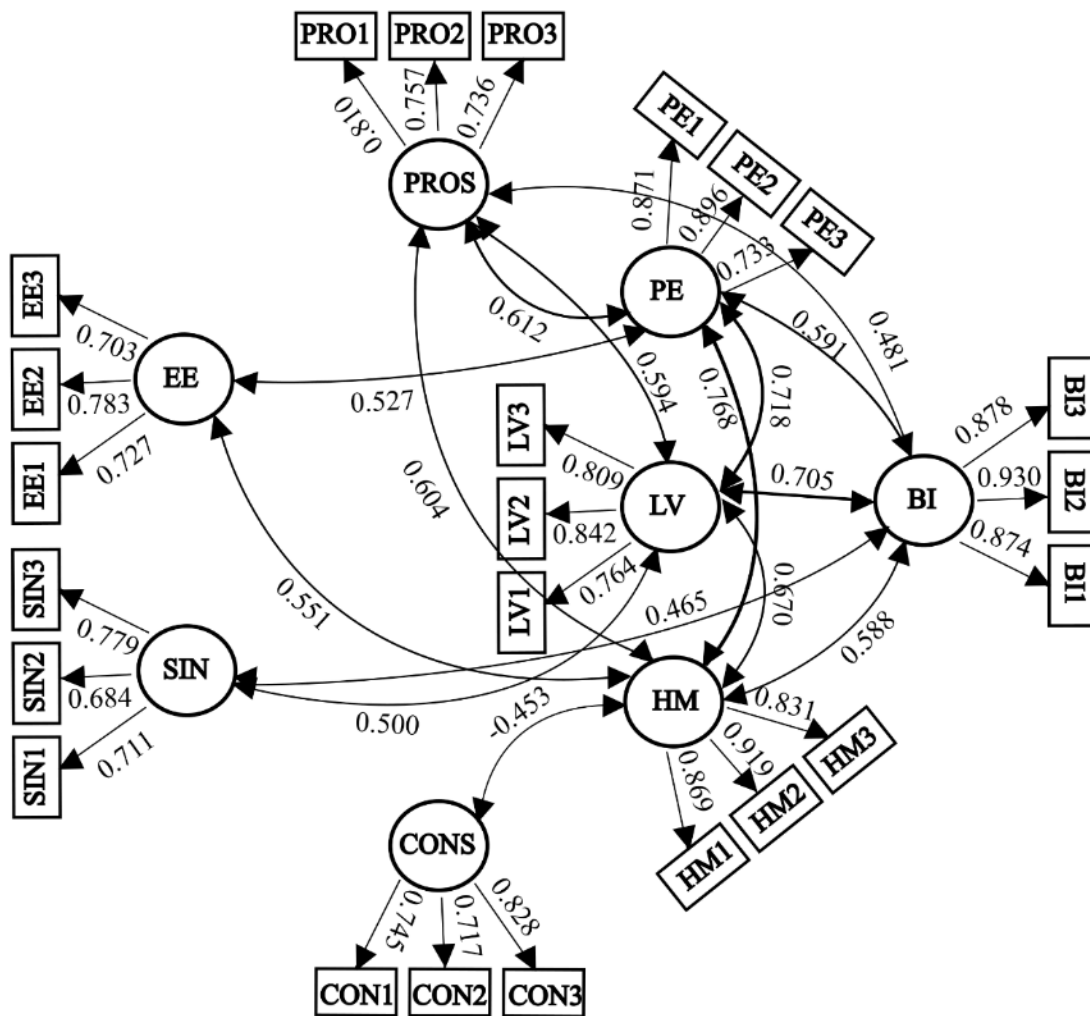 PRO1 PRO2 PRO3
0.810 0.757 0.736
PROS
PE1
PE2
PE3
0.871
0.896
0.733
PE
0.612
0.594
0.591
0.481
EE3
EE2
EE1
0.703
0.783
0.727
EE
0.527
0.604
0.768
0.718
LV3
LV2
LV1
0.809
0.842
0.764
LV
0.705
BI
BI3
BI2
BI1
0.878
0.930
0.874
SIN3
SIN2
SIN1
0.779
0.684
0.711
SIN
0.551
0.465
0.670
0.588
0.500
-0.453
HM
0.831
0.919
0.869
HM3
HM2
HM1
CONS
0.745 0.717 0.828
CON1 CON2 CON3